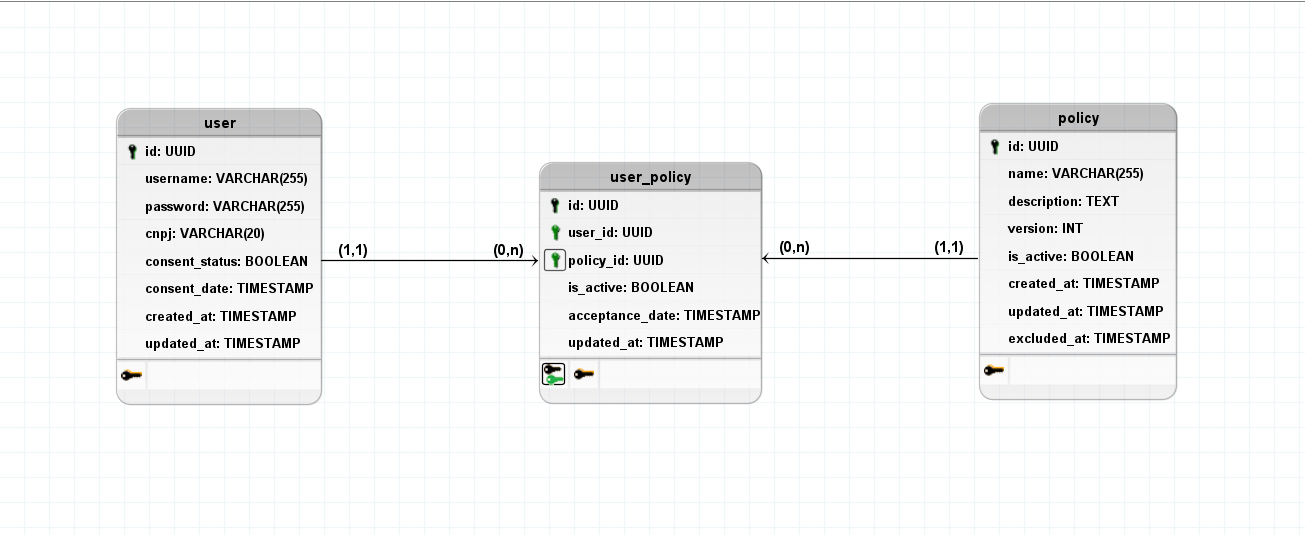 user
id: UUID
username: VARCHAR(255)
password: VARCHAR(255)
cnpj: VARCHAR(20)
consent_status: BOOLEAN
consent_date: TIMESTAMP
created_at: TIMESTAMP
updated_at: TIMESTAMP
(1,1)
(0,n)
user_policy
id: UUID
user_id: UUID
policy_id: UUID
is_active: BOOLEAN
acceptance_date: TIMESTAMP
updated_at: TIMESTAMP
(0,n)
(1,1)
policy
id: UUID
name: VARCHAR(255)
description: TEXT
version: INT
is_active: BOOLEAN
created_at: TIMESTAMP
updated_at: TIMESTAMP
excluded_at: TIMESTAMP